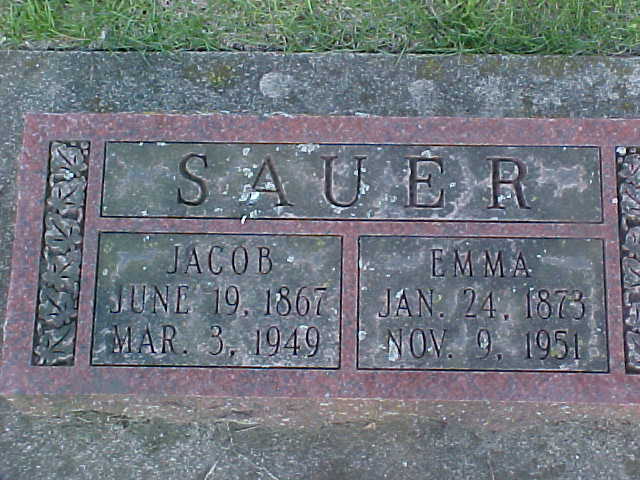 SAUER
JACOB
JUNE 19, 1867
MAR. 3, 1949
EMMA
JAN. 24, 1873
NOV. 9, 1951